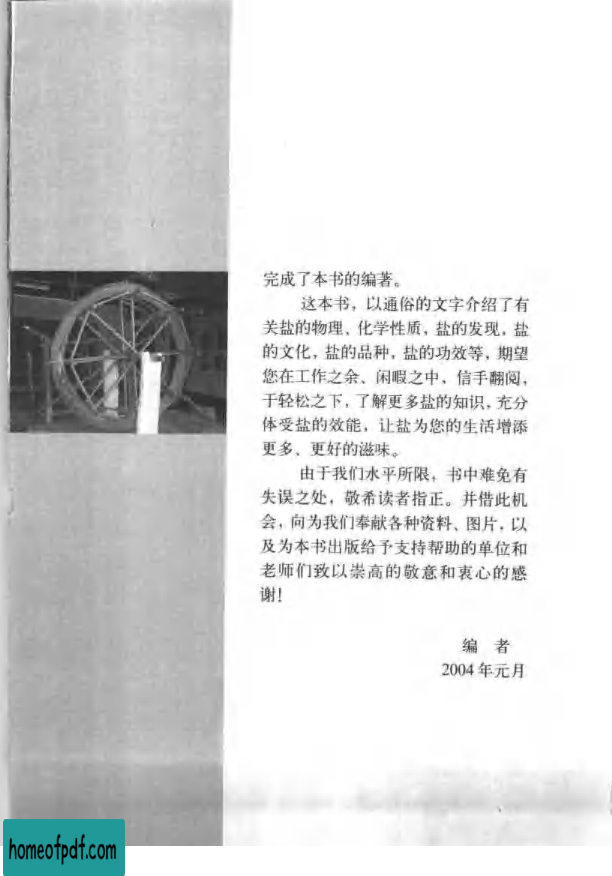 完成了本书的编著。
这本书，以通俗的文字介绍了有
关盐的物理、化学性质，盐的发现，盐
的文化，盐的品种，盐的功效等，期望
您在工作之余、闲暇之中，信手翻阅，
于轻松之下，了解更多盐的知识，充分
体受盐的效能，让盐为您的生活增添
更多、更好的滋味。
由于我们水平所限，书中难免有
失误之处，敬希读者指正。并借此机
会，向为我们奉献各种资料、图片，以
及为本书出版给予支持帮助的单位和
老师们致以崇高的敬意和衷心的感
谢！
编 者
2004年元月
homeofpdf.com